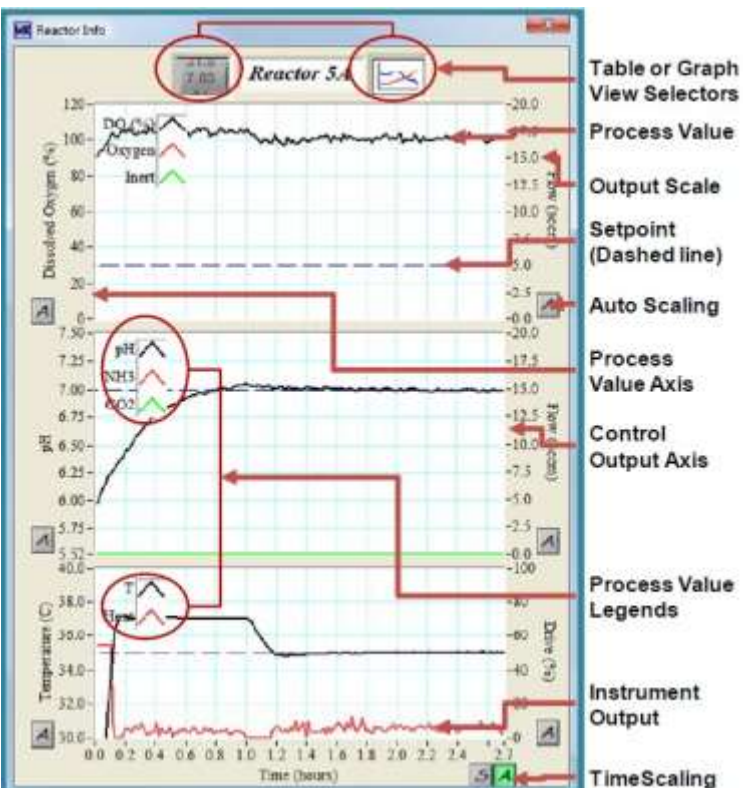 Reactor Info
Reactor 5A
7.03
Table or Graph
View Selectors
Process Value
Output Scale
Setpoint
(Dashed line)
Auto Scaling
Process
Value Axis
Control
Output Axis
Process Value
Legends
Instrument
Output
TimeScaling
DO (%)
Oxygen
Inert
Dissolved Oxygen (%)
120
100
80
60
40
20
0
20.0
15.0
12.5
10.0
5.0
2.5
0.0
A
A
pH
NH3
CO2
pH
7.50
7.25
7.00
6.75
6.50
6.25
6.00
5.75
5.52
20.0
17.5
15.0
12.5
10.0
7.5
5.0
2.5
0.0
A
A
T
Heat
Temperature (C)
40.0
38.0
36.0
34.0
32.0
30.0
100
80
60
40
0
Drive (%)
A
A
0.0 0.2 0.4 0.6 0.8 1.0 1.2 1.4 1.6 1.8 2.0 2.2 2.4 2.7
Time (hours)
S A